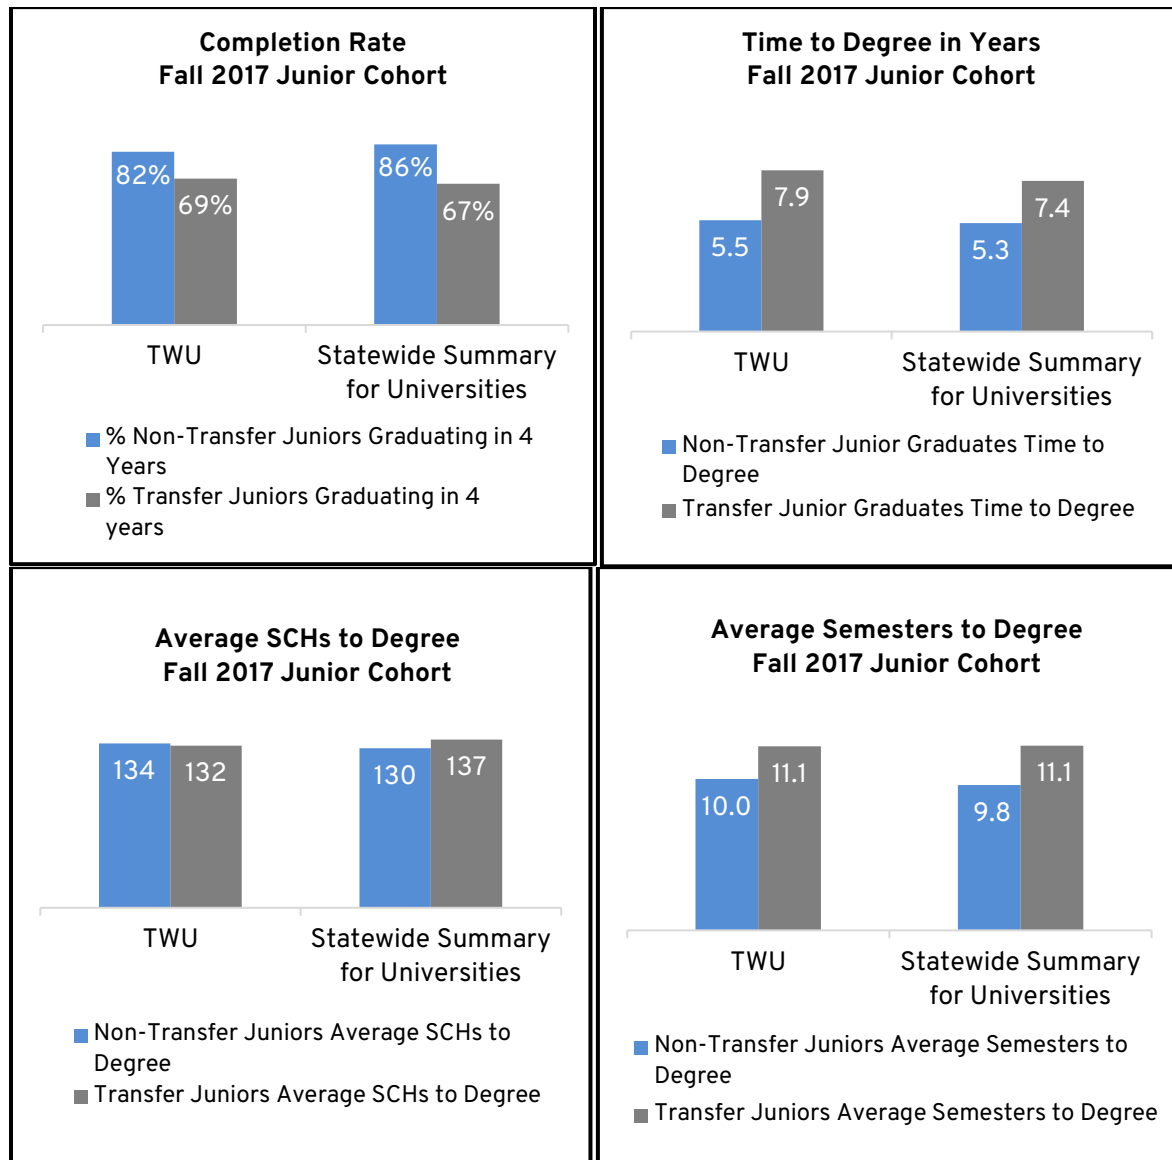 Completion Rate
Fall 2017 Junior Cohort
82%
69%
86%
67%
TWU
Statewide Summary
for Universities
% Non-Transfer Juniors Graduating in 4
Years
% Transfer Juniors Graduating in 4
years
Time to Degree in Years
Fall 2017 Junior Cohort
5.5
7.9
5.3
7.4
TWU
Statewide Summary
for Universities
Non-Transfer Junior Graduates Time to
Degree
Transfer Junior Graduates Time to Degree
Average SCHs to Degree
Fall 2017 Junior Cohort
134
132
130
137
TWU
Statewide Summary
for Universities
Non-Transfer Juniors Average SCHs to
Degree
Transfer Juniors Average SCHs to Degree
Average Semesters to Degree
Fall 2017 Junior Cohort
10.0
11.1
9.8
11.1
TWU
Statewide Summary
for Universities
Non-Transfer Juniors Average Semesters to
Degree
Transfer Juniors Average Semesters to Degree